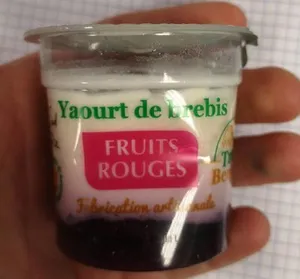 Yaourt de brebis
FRUITS
ROUGES
Fabrication artisanale